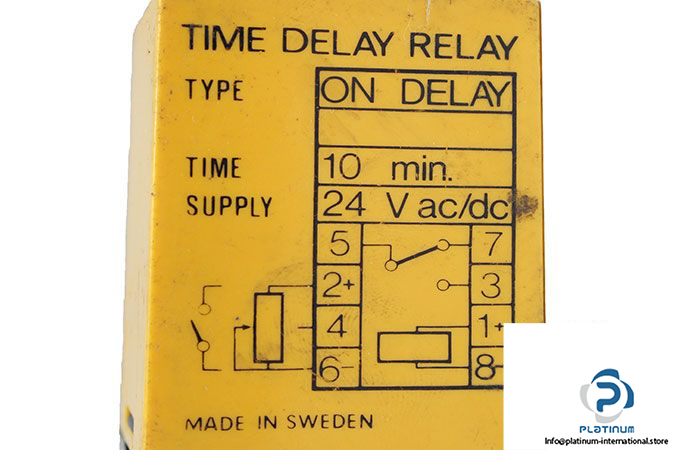 TIME DELAY RELAY
TYPE ON DELAY
TIME 10 min.
SUPPLY 24 V ac/dc
5 7
2+ 3
4 1+
6- 8-
MADE IN SWEDEN
PLATINUM
Info@platinum-international.store